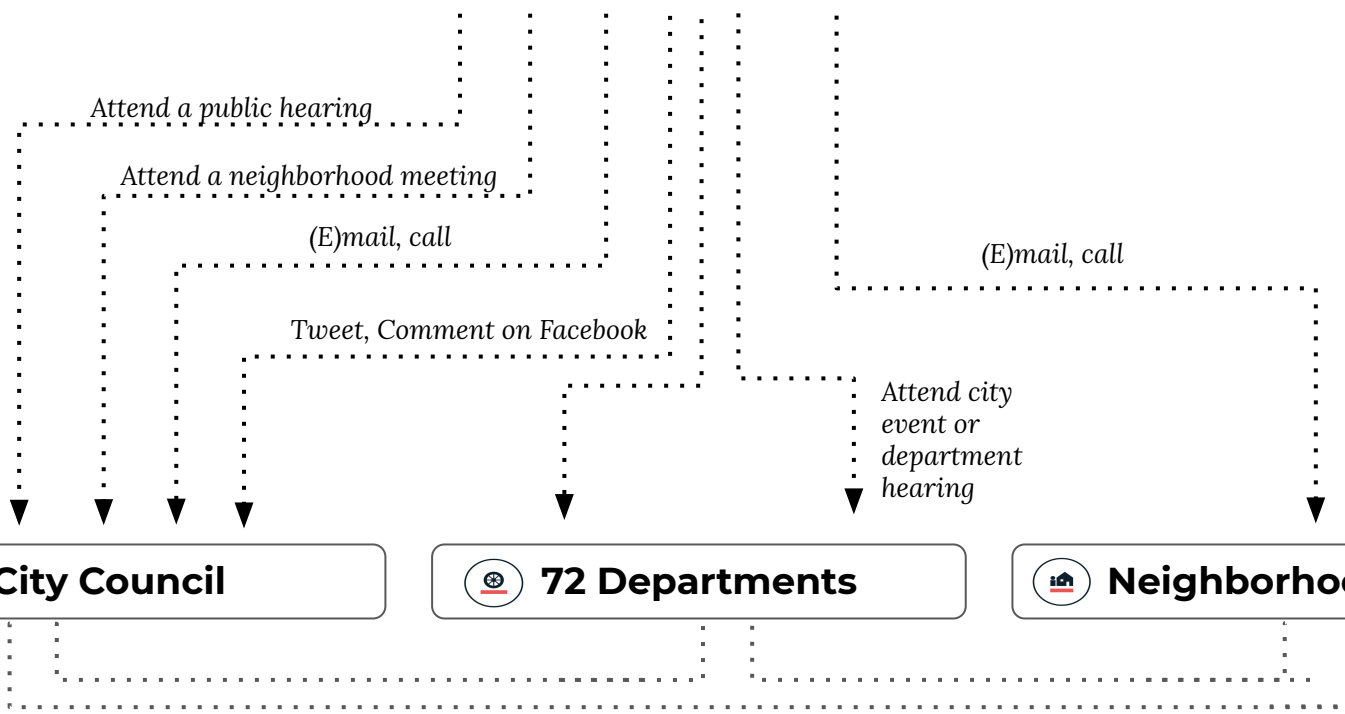 Attend a public hearing
Attend a neighborhood meeting
(E)mail, call
(E)mail, call
Tweet, Comment on Facebook
Attend city
event or
department
hearing
City Council
72 Departments